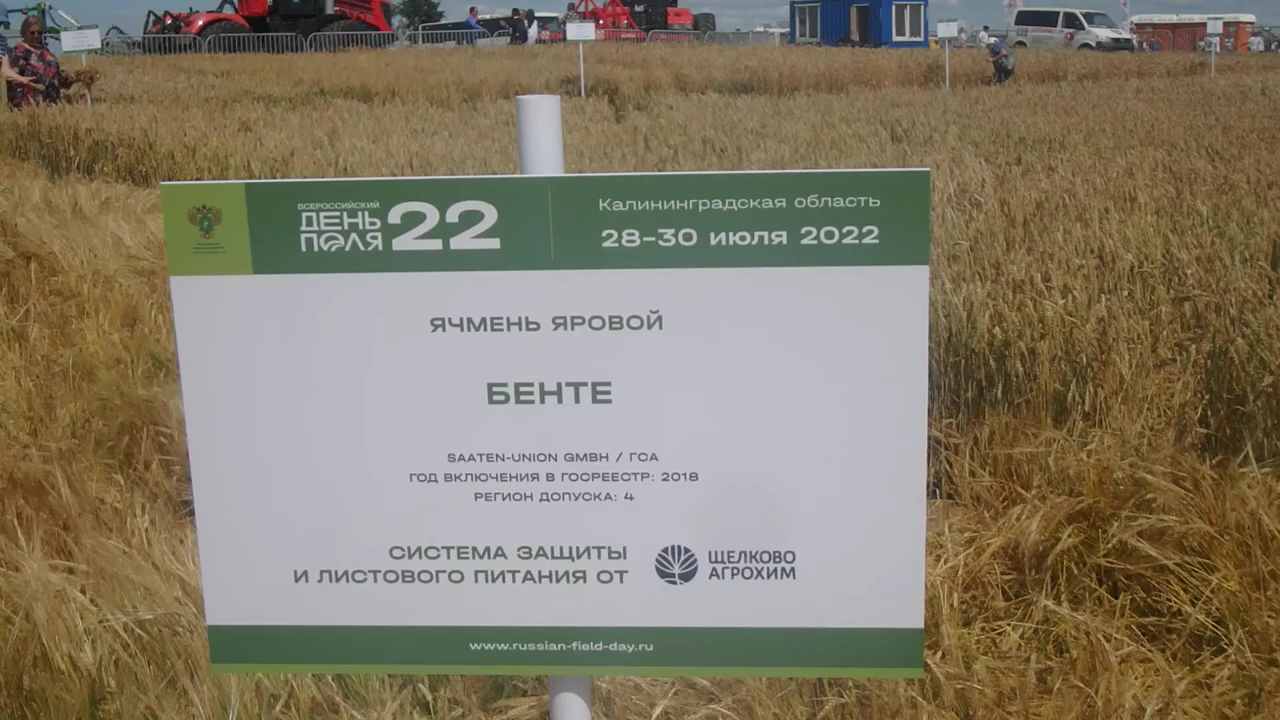 ВСЕРОССИЙСКИЙ
ДЕНЬ
ПОЛЯ 22
Калининградская область
28-30 июля 2022
ЯЧМЕНЬ ЯРОВОЙ
БЕНТЕ
SAATEN-UNION GMBH / ГСА
ГОД ВКЛЮЧЕНИЯ В ГОСРЕЕСТР: 2018
РЕГИОН ДОПУСКА: 4
СИСТЕМА ЗАЩИТЫ
И ЛИСТОВОГО ПИТАНИЯ ОТ
ЩЕЛКОВО
АГРОХИМ
www.russian-field-day.ru